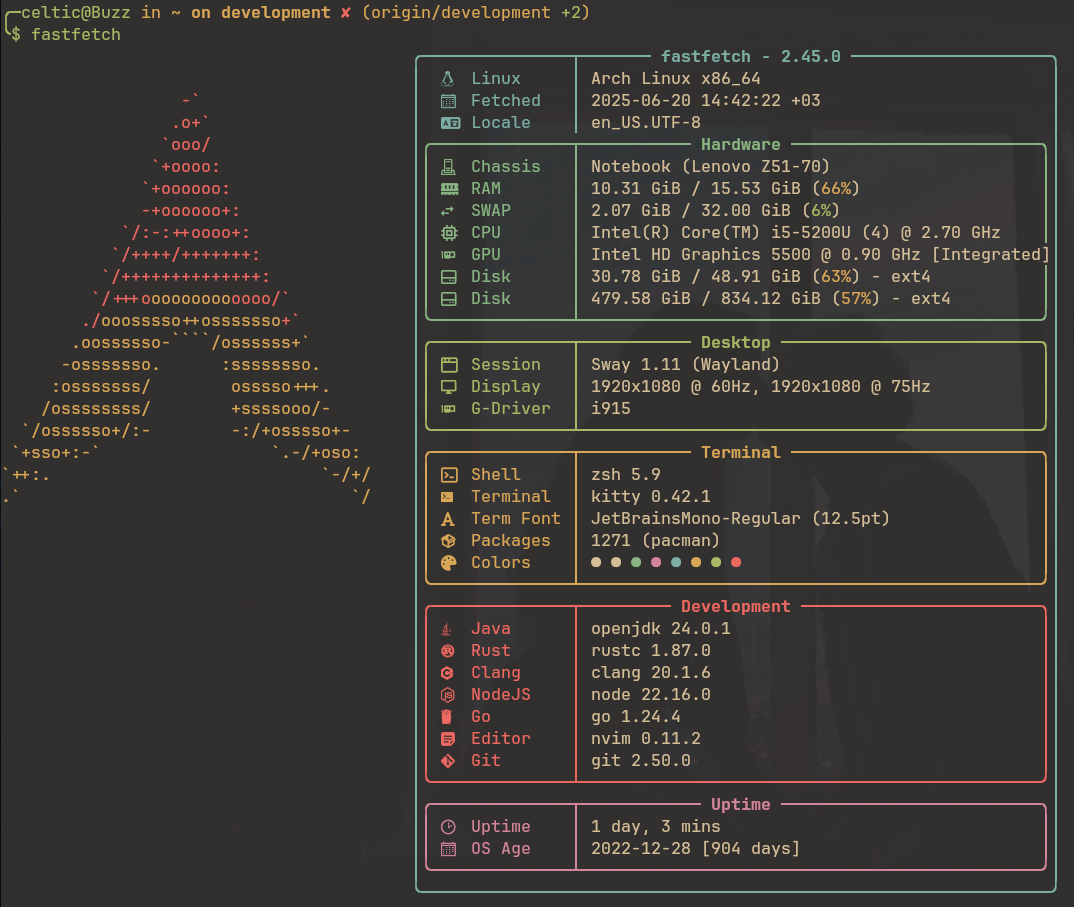 celtic@Buzz in ~ on development ✘ (origin/development +2)
$ fastfetch
fastfetch - 2.45.0
Linux Arch Linux x86_64
Fetched 2025-06-20 14:42:22 +03
Locale en_US.UTF-8
Hardware
Chassis Notebook (Lenovo Z51-70)
RAM 10.31 GiB / 15.53 GiB (66%)
SWAP 2.07 GiB / 32.00 GiB (6%)
CPU Intel(R) Core(TM) i5-5200U (4) @ 2.70 GHz
GPU Intel HD Graphics 5500 @ 0.90 GHz [Integrated]
Disk 30.78 GiB / 48.91 GiB (63%) - ext4
Disk 479.58 GiB / 834.12 GiB (57%) - ext4
Desktop
Session Sway 1.11 (Wayland)
Display 1920x1080 @ 60Hz, 1920x1080 @ 75Hz
G-Driver i915
Terminal
Shell zsh 5.9
Terminal kitty 0.42.1
Term Font JetBrainsMono-Regular (12.5pt)
Packages 1271 (pacman)
Colors
Development
Java openjdk 24.0.1
Rust rustc 1.87.0
Clang clang 20.1.6
NodeJS node 22.16.0
Go go 1.24.4
Editor nvim 0.11.2
Git git 2.50.0
Uptime
Uptime 1 day, 3 mins
OS Age 2022-12-28 [904 days]
-`
.o+`
`ooo/
`+oooo:
`+oooooo:
-+oooooo+:
`/:-:++oooo+:
`/++++/+++++++:
`/++++++++++++++:
`/+++ooooooooooooo/`
./ooosssso++osssssso+`
.oossssso-````/ossssss+`
-osssssso. :ssssssso.
:osssssss/ osssso+++.
/ossssssss/ +ssssooo/-
`/ossssso+/:- -:/+osssso+-
`+sso+:-` `.-/+oso:
`++:. `-/+/
.` `/